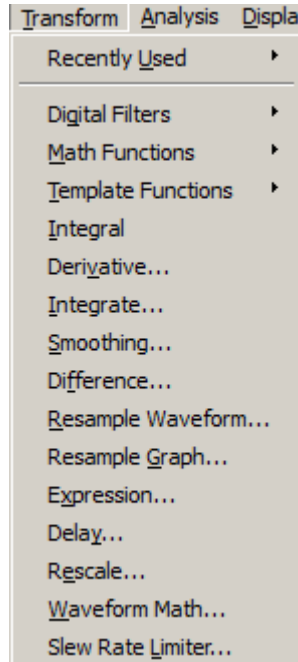 Transform Analysis Displa
Recently Used
Digital Filters
Math Functions
Template Functions
Integral
Derivative...
Integrate...
Smoothing...
Difference...
Resample Waveform...
Resample Graph...
Expression...
Delay...
Rescale...
Waveform Math...
Slew Rate Limiter...